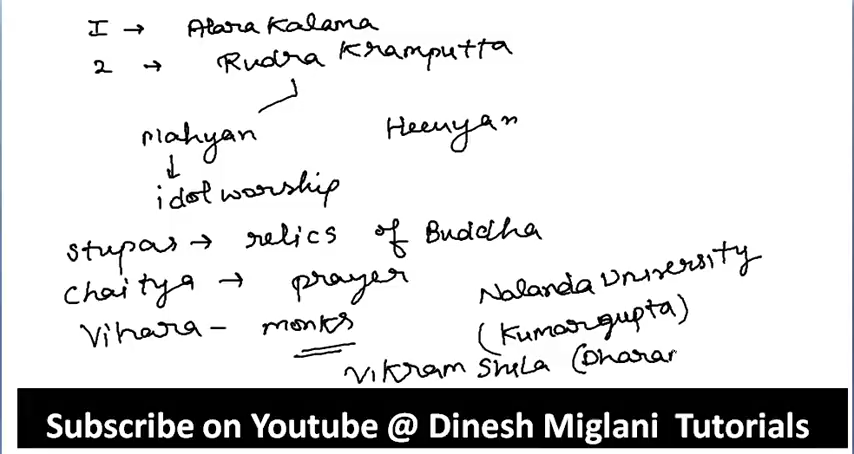 I → Alara Kalama
2 → Rudra Kramputta
Mahyan Heenyan
idol worship
Stupas → relics of Buddha
Chaitya → prayer
Nalanda University
Vihara - monks
(Kumargupta)
Vikram Shila (Dharam
Subscribe on Youtube @ Dinesh Miglani Tutorials